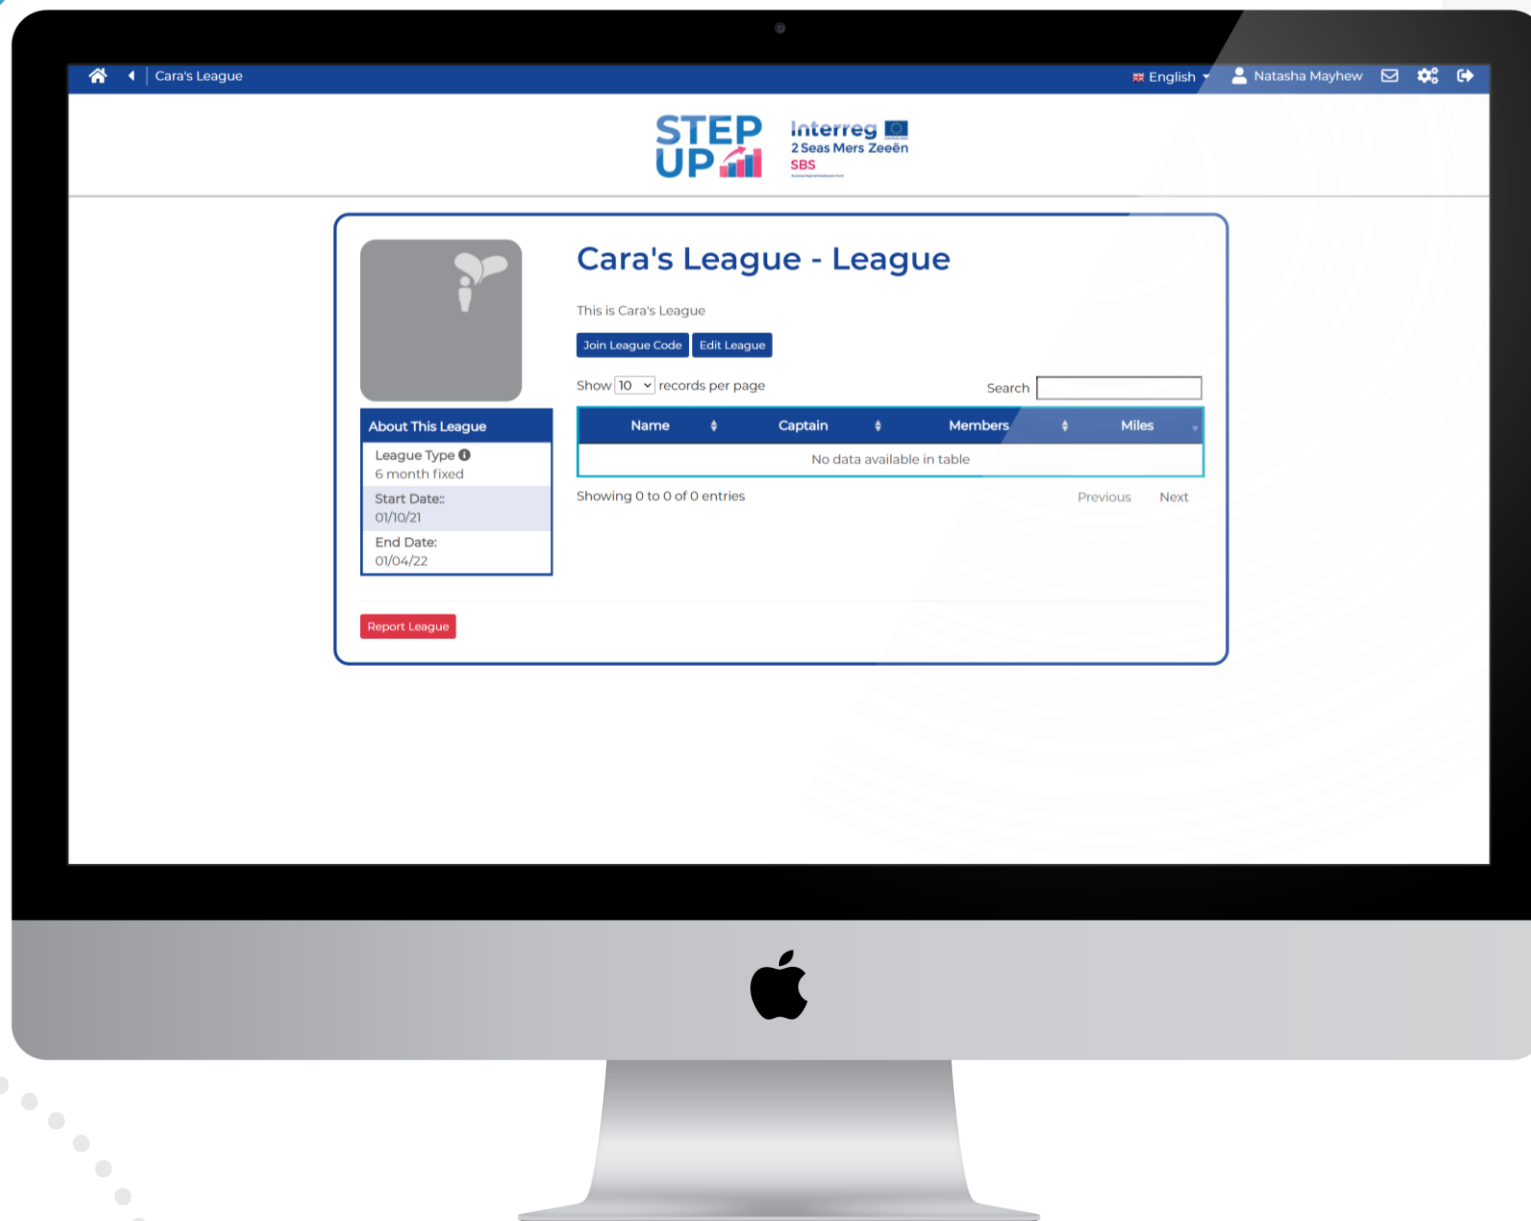 Cara's League
English
Natasha Mayhew
STEP
UP
Interreg
2 Seas Mers Zeeën
SBS
Cara's League - League
This is Cara's League
Join League Code
Edit League
Show 10 records per page
Search
About This League
League Type
6 month fixed
Start Date::
01/10/21
End Date:
01/04/22
Name Captain Members Miles
No data available in table
Showing 0 to 0 of 0 entries
Previous Next
Report League